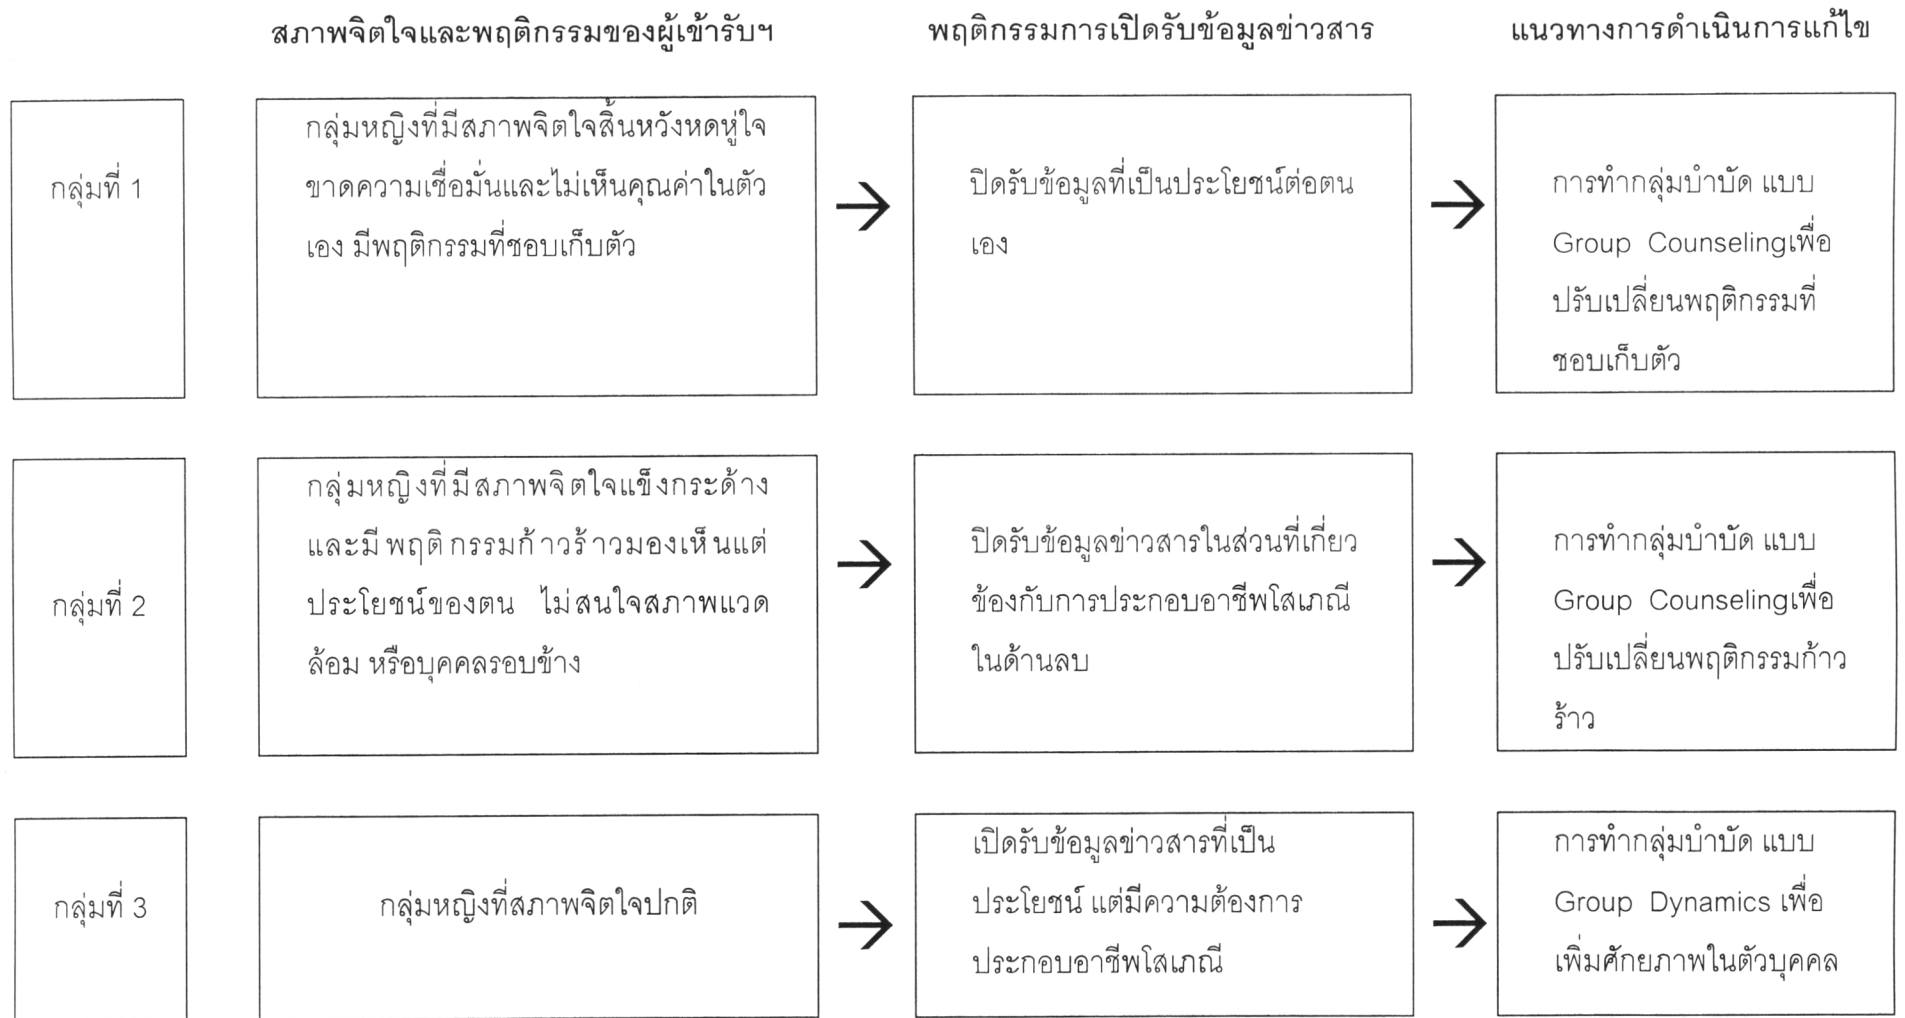 สภาพจิตใจและพฤติกรรมของผู้เข้ารับฯ
พฤติกรรมการเปิดรับข้อมูลข่าวสาร
แนวทางการดำเนินการแก้ไข
กลุ่มที่ 1
กลุ่มหญิงที่มีสภาพจิตใจสิ้นหวังหดหู่ใจ
ขาดความเชื่อมั่นและไม่เห็นคุณค่าในตัว
เอง มีพฤติกรรมที่ชอบเก็บตัว
ปิดรับข้อมูลที่เป็นประโยชน์ต่อตน
เอง
การทำกลุ่มบำบัด แบบ
Group Counselingเพื่อ
ปรับเปลี่ยนพฤติกรรมที่
ชอบเก็บตัว
กลุ่มที่ 2
กลุ่มหญิงที่มีสภาพจิตใจแข็งกระด้าง
และมีพฤติกรรมก้าวร้าวมองเห็นแต่
ประโยชน์ของตน ไม่สนใจสภาพแวด
ล้อม หรือบุคคลรอบข้าง
ปิดรับข้อมูลข่าวสารในส่วนที่เกี่ยว
ข้องกับการประกอบอาชีพโสเภณี
ในด้านลบ
การทำกลุ่มบำบัด แบบ
Group Counselingเพื่อ
ปรับเปลี่ยนพฤติกรรมก้าว
ร้าว
กลุ่มที่ 3
กลุ่มหญิงที่สภาพจิตใจปกติ
เปิดรับข้อมูลข่าวสารที่เป็น
ประโยชน์ แต่มีความต้องการ
ประกอบอาชีพโสเภณี
การทำกลุ่มบำบัด แบบ
Group Dynamics เพื่อ
เพิ่มศักยภาพในตัวบุคคล